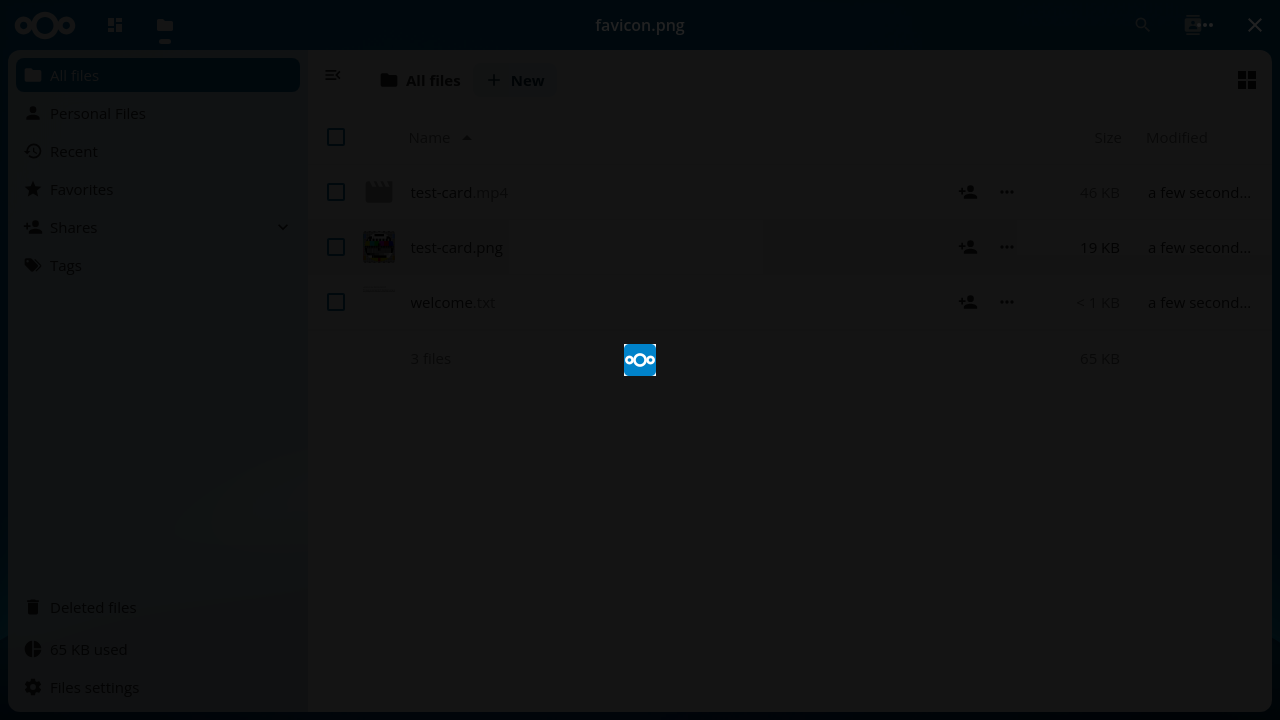 favicon.png
All files
Personal Files
Recent
Favorites
Shares
Tags
Deleted files
65 KB used
Files settings
All files
New
Name
Size
Modified
test-card.mp4
46 KB
a few second...
test-card.png
19 KB
a few second...
welcome.txt
< 1 KB
a few second...
3 files
65 KB